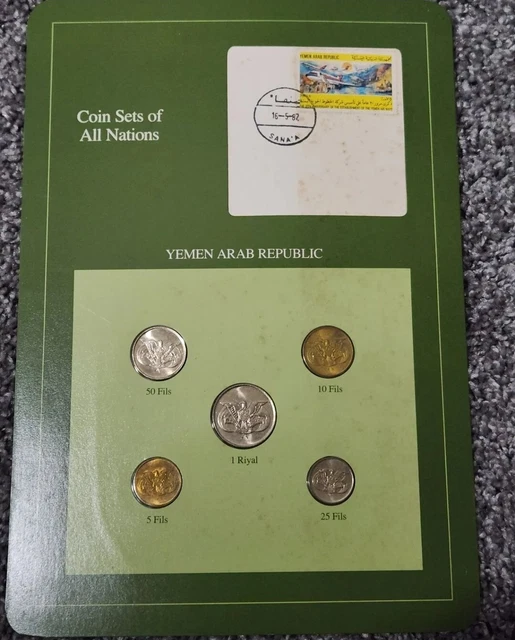 Coin Sets of
All Nations
YEMEN ARAB REPUBLIC
صنعاء
16-5-82
SANA'A
YEMEN ARAB REPUBLIC
50 Fils
10 Fils
1 Riyal
5 Fils
25 Fils